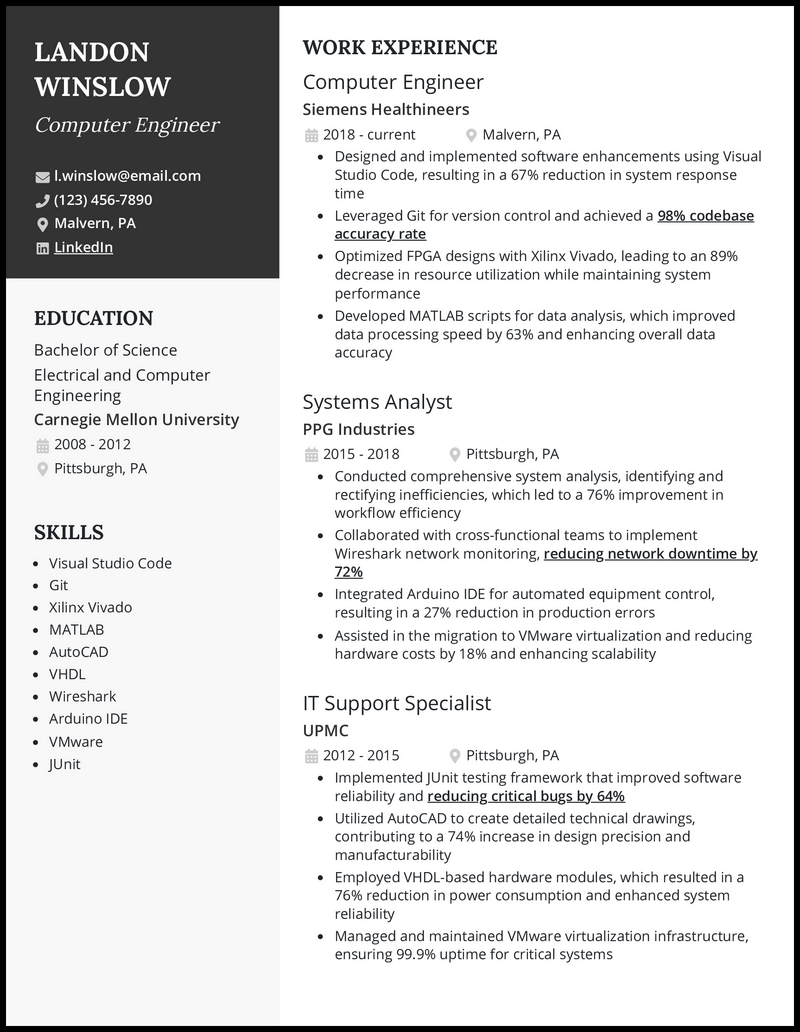 LANDON
WINSLOW
Computer Engineer
l.winslow@email.com
(123) 456-7890
Malvern, PA
LinkedIn
EDUCATION
Bachelor of Science
Electrical and Computer
Engineering
Carnegie Mellon University
2008 - 2012
Pittsburgh, PA
SKILLS
• Visual Studio Code
• Git
• Xilinx Vivado
• MATLAB
• AutoCAD
• VHDL
• Wireshark
• Arduino IDE
• VMware
• JUnit
WORK EXPERIENCE
Computer Engineer
Siemens Healthineers
2018 - current Malvern, PA
• Designed and implemented software enhancements using Visual
Studio Code, resulting in a 67% reduction in system response
time
• Leveraged Git for version control and achieved a 98% codebase
accuracy rate
• Optimized FPGA designs with Xilinx Vivado, leading to an 89%
decrease in resource utilization while maintaining system
performance
• Developed MATLAB scripts for data analysis, which improved
data processing speed by 63% and enhancing overall data
accuracy
Systems Analyst
PPG Industries
2015 - 2018 Pittsburgh, PA
• Conducted comprehensive system analysis, identifying and
rectifying inefficiencies, which led to a 76% improvement in
workflow efficiency
• Collaborated with cross-functional teams to implement
Wireshark network monitoring, reducing network downtime by
72%
• Integrated Arduino IDE for automated equipment control,
resulting in a 27% reduction in production errors
• Assisted in the migration to VMware virtualization and reducing
hardware costs by 18% and enhancing scalability
IT Support Specialist
UPMC
2012 - 2015 Pittsburgh, PA
• Implemented JUnit testing framework that improved software
reliability and reducing critical bugs by 64%
• Utilized AutoCAD to create detailed technical drawings,
contributing to a 74% increase in design precision and
manufacturability
• Employed VHDL-based hardware modules, which resulted in a
76% reduction in power consumption and enhanced system
reliability
• Managed and maintained VMware virtualization infrastructure,
ensuring 99.9% uptime for critical systems